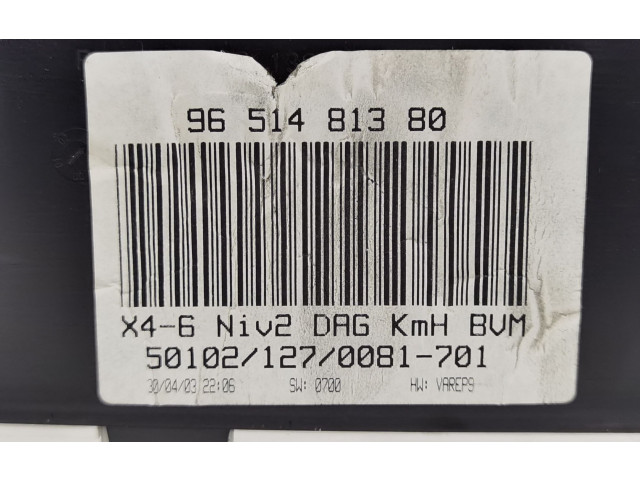 96 514 813 80
X4-6 Niv2 DAG KmH BVM
50102/127/0081-701
30/04/03 22:06 SW: 0700 HW: VAREP9